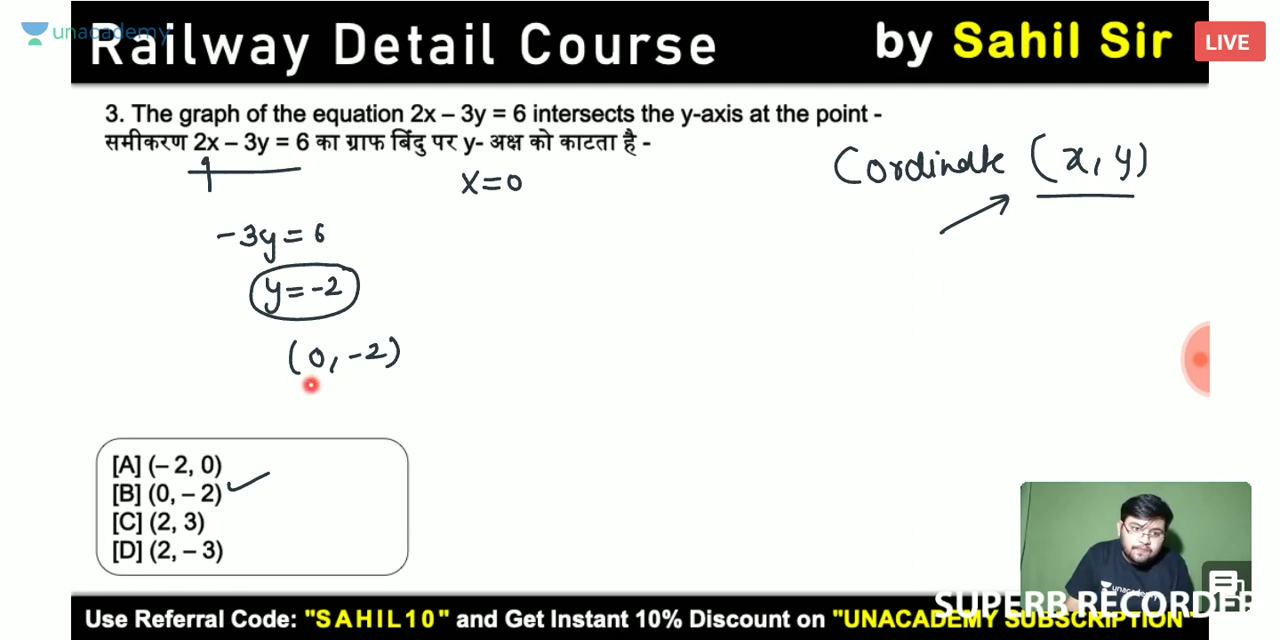 unacademy
Railway Detail Course
by Sahil Sir
LIVE
3. The graph of the equation 2x – 3y = 6 intersects the y-axis at the point -
समीकरण 2x – 3y = 6 का ग्राफ बिंदु पर y- अक्ष को काटता है -
Cordinate (x, y)
x=0
-3y = 6
y = -2
(0, -2)
[A] (– 2, 0)
[B] (0, – 2)
[C] (2, 3)
[D] (2, – 3)
unacademy
SUPERB RECORDER
Use Referral Code: "SAHIL10" and Get Instant 10% Discount on "UNACADEMY SUBSCRIPTION"